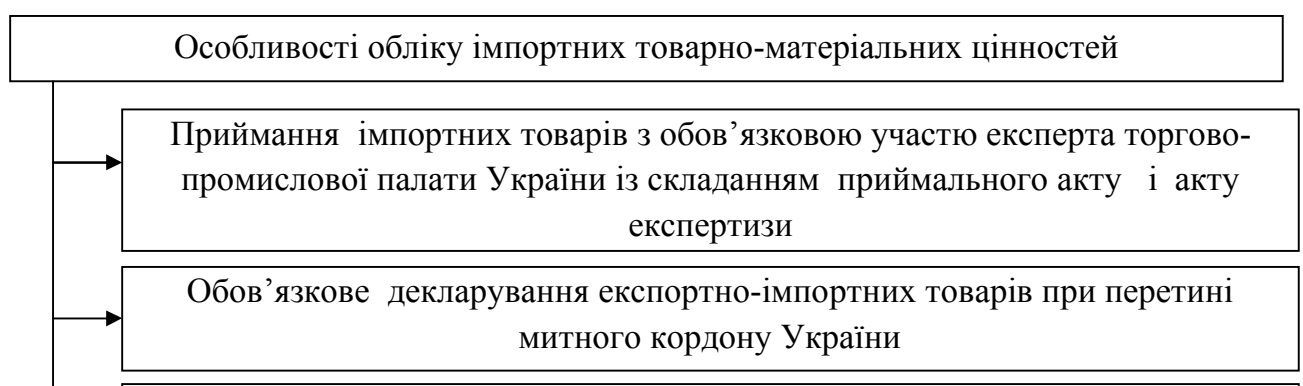 Особливості обліку імпортних товарно-матеріальних цінностей
Приймання імпортних товарів з обов’язковою участю експерта торгово-
промислової палати України із складанням приймального акту і акту
експертизи
Обов’язкове декларування експортно-імпортних товарів при перетині
митного кордону України